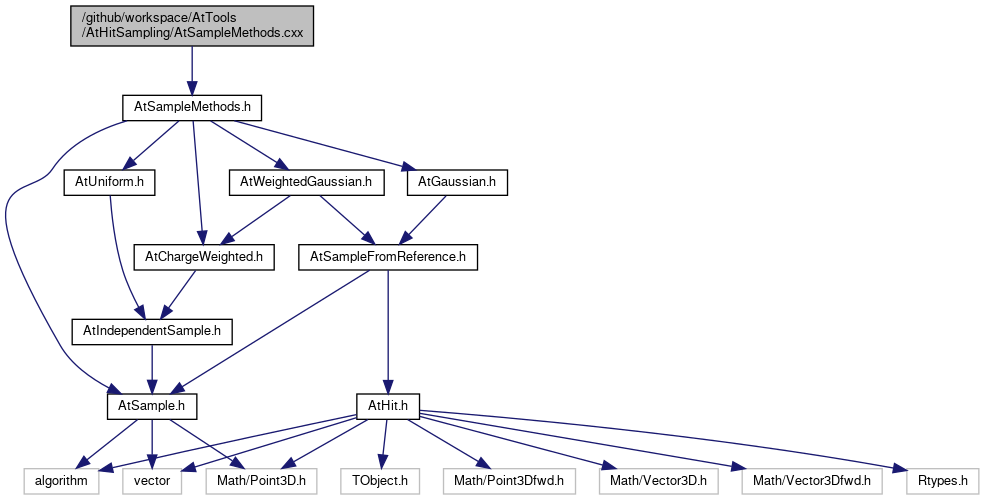 /github/workspace/AtTools
/AtHitSampling/AtSampleMethods.cxx
AtSampleMethods.h
AtUniform.h
AtWeightedGaussian.h
AtGaussian.h
AtChargeWeighted.h
AtSampleFromReference.h
AtIndependentSample.h
AtSample.h
AtHit.h
algorithm
vector
Math/Point3D.h
TObject.h
Math/Point3Dfwd.h
Math/Vector3D.h
Math/Vector3Dfwd.h
Rtypes.h